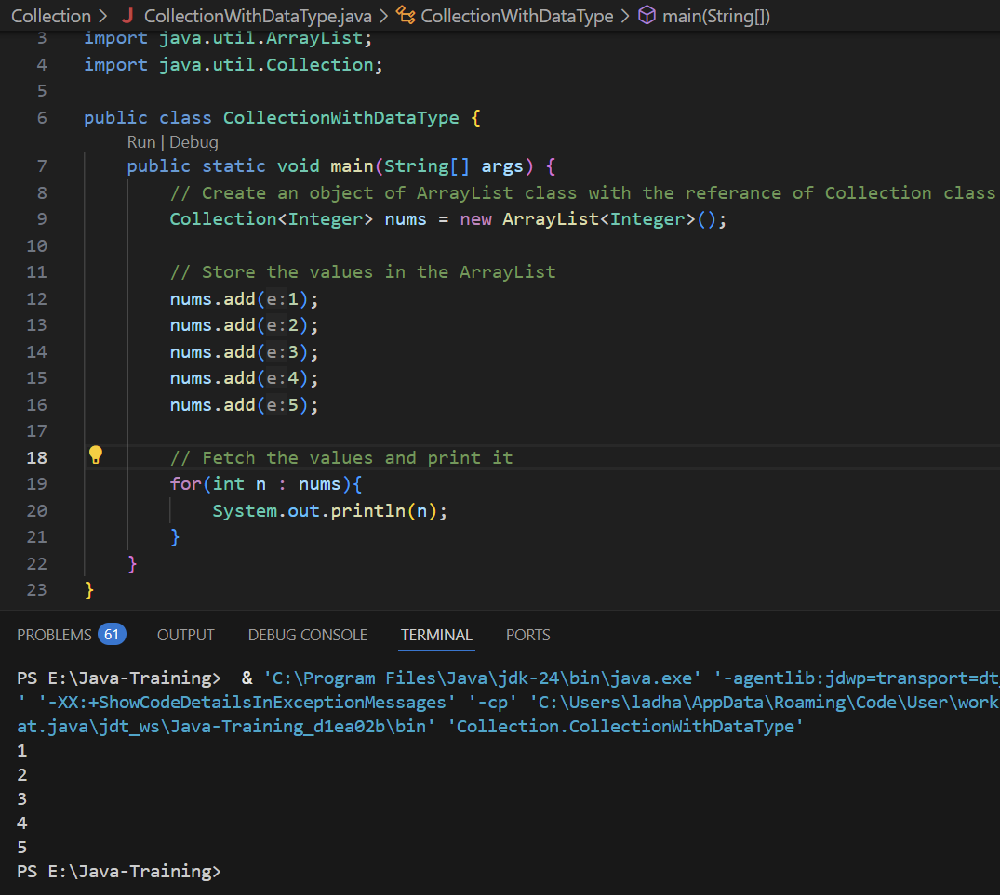 Collection > J CollectionWithDataType.java > CollectionWithDataType > main(String[])
3 import java.util.ArrayList;
4 import java.util.Collection;
5
6 public class CollectionWithDataType {
Run | Debug
7 public static void main(String[] args) {
8 // Create an object of ArrayList class with the referance of Collection class
9 Collection<Integer> nums = new ArrayList<Integer>();
10
11 // Store the values in the ArrayList
12 nums.add(e:1);
13 nums.add(e:2);
14 nums.add(e:3);
15 nums.add(e:4);
16 nums.add(e:5);
17
18 // Fetch the values and print it
19 for(int n : nums){
20 System.out.println(n);
21 }
22 }
23 }
PROBLEMS 61 OUTPUT DEBUG CONSOLE TERMINAL PORTS
PS E:\Java-Training> & 'C:\Program Files\Java\jdk-24\bin\java.exe' '-agentlib:jdwp=transport=dt_
' '-XX:+ShowCodeDetailsInExceptionMessages' '-cp' 'C:\Users\ladha\AppData\Roaming\Code\User\work
at.java\jdt_ws\Java-Training_d1ea02b\bin' 'Collection.CollectionWithDataType'
1
2
3
4
5
PS E:\Java-Training>